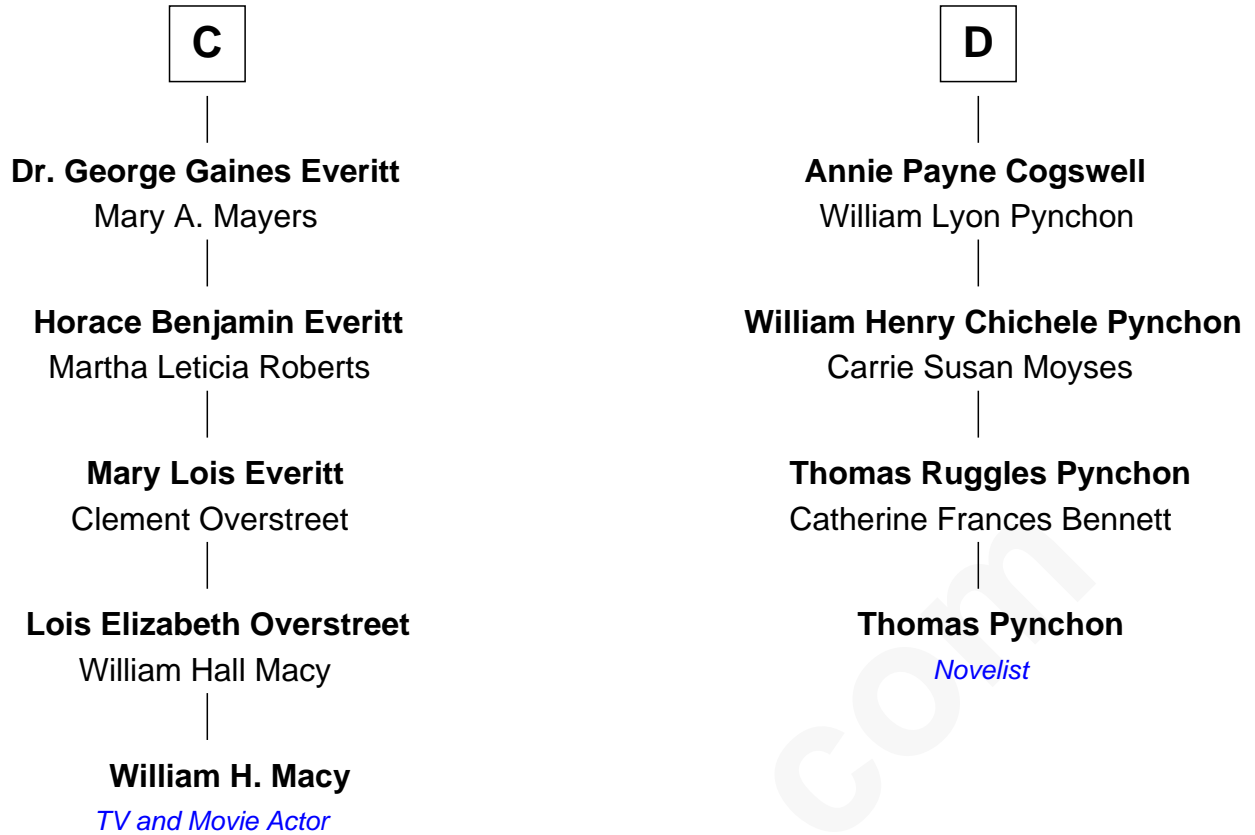 C
Dr. George Gaines Everitt
Mary A. Mayers
Horace Benjamin Everitt
Martha Leticia Roberts
Mary Lois Everitt
Clement Overstreet
Lois Elizabeth Overstreet
William Hall Macy
William H. Macy
TV and Movie Actor
D
Annie Payne Cogswell
William Lyon Pynchon
William Henry Chichele Pynchon
Carrie Susan Moyses
Thomas Ruggles Pynchon
Catherine Frances Bennett
Thomas Pynchon
Novelist
com